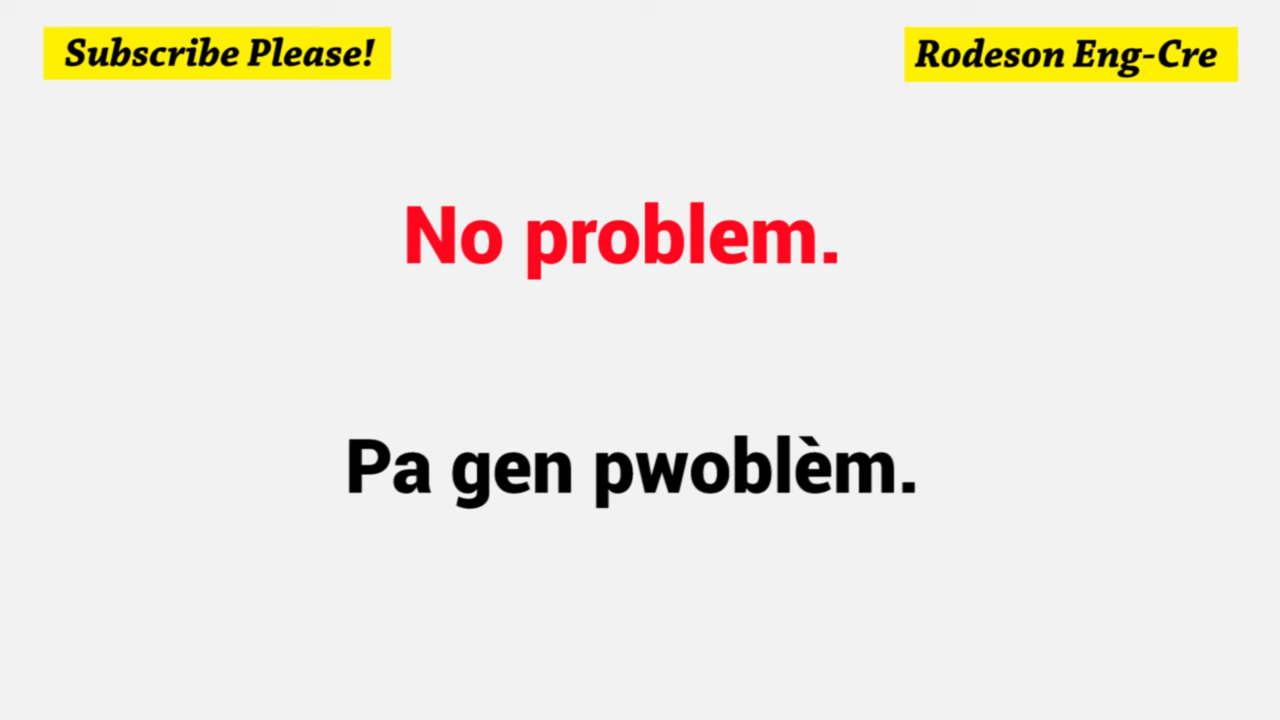 Subscribe Please!
Rodeson Eng-Cre
No problem.
Pa gen pwoblèm.